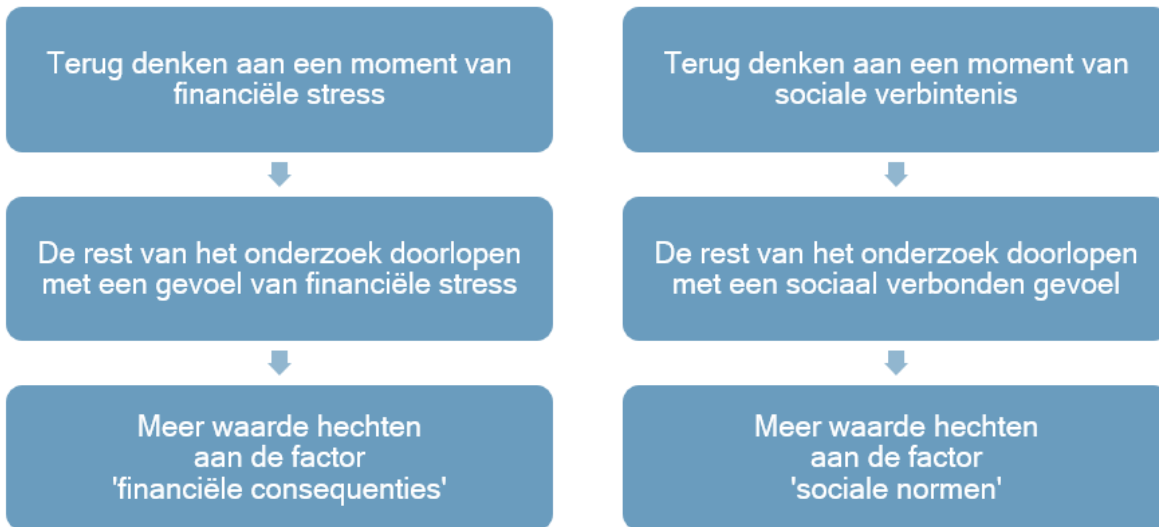 Terug denken aan een moment van
financiële stress
De rest van het onderzoek doorlopen
met een gevoel van financiële stress
Meer waarde hechten
aan de factor
'financiële consequenties'
Terug denken aan een moment van
sociale verbintenis
De rest van het onderzoek doorlopen
met een sociaal verbonden gevoel
Meer waarde hechten
aan de factor
'sociale normen'